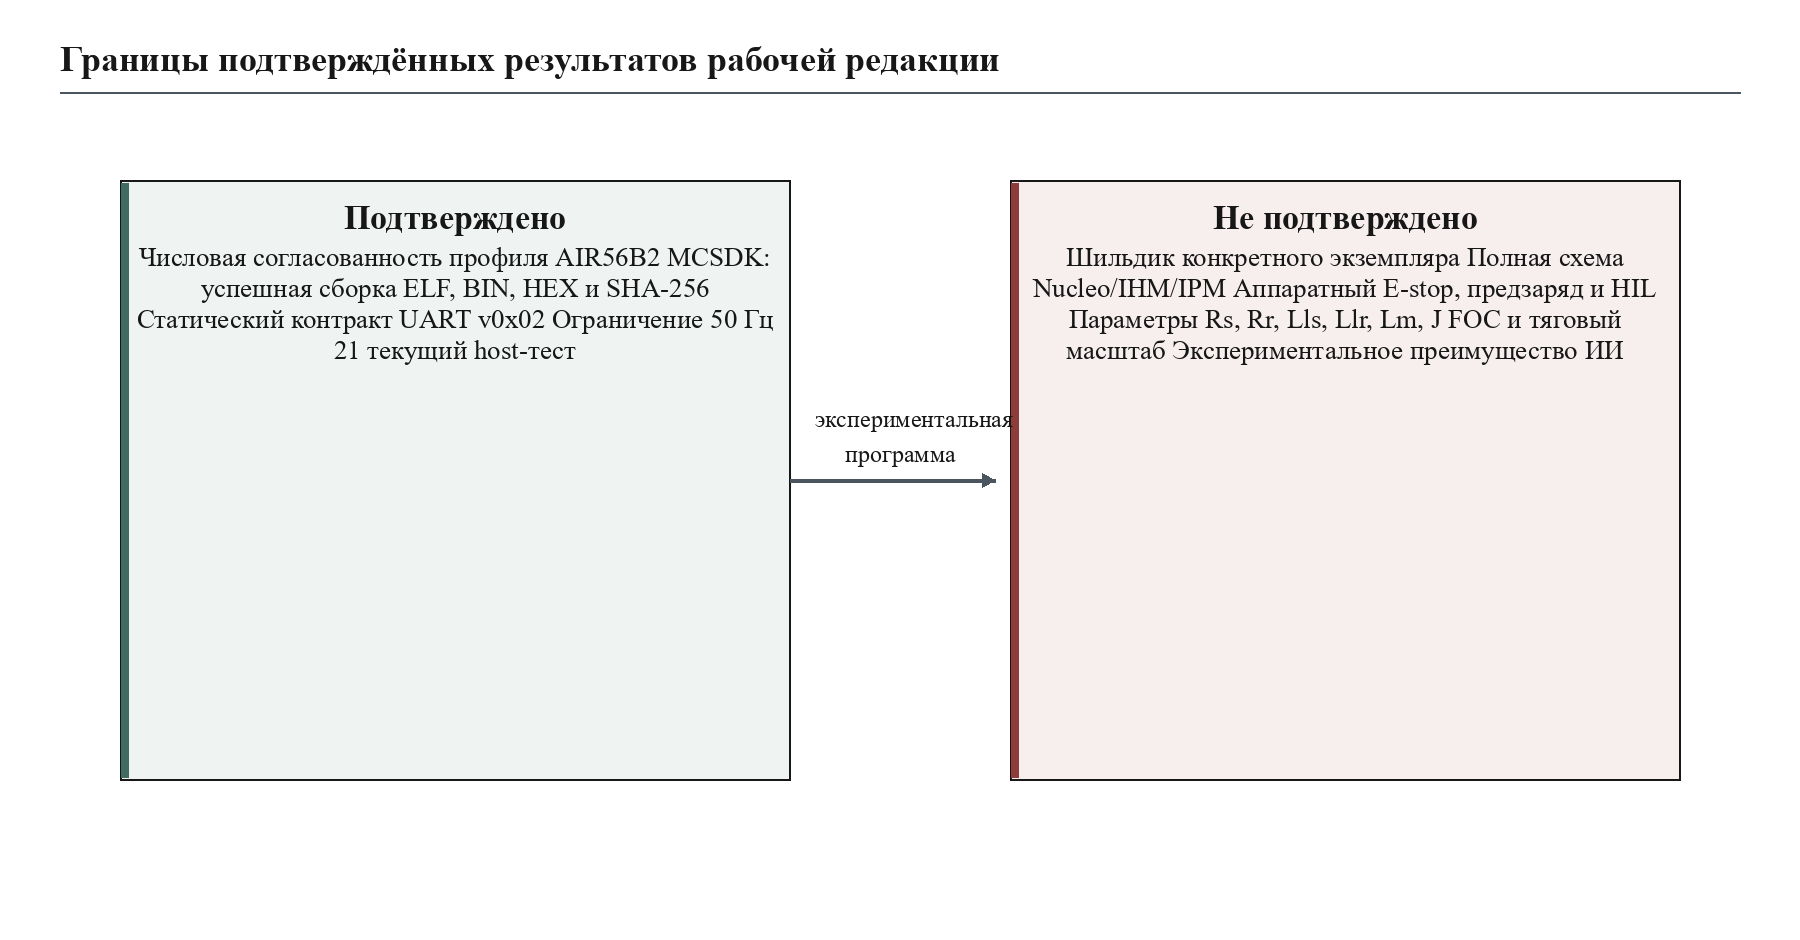 Границы подтверждённых результатов рабочей редакции
Подтверждено
Числовая согласованность профиля AIR56B2 MCSDK:
успешная сборка ELF, BIN, HEX и SHA-256
Статический контракт UART v0x02 Ограничение 50 Гц
21 текущий host-тест
экспериментальная
программа
Не подтверждено
Шильдик конкретного экземпляра Полная схема
Nucleo/IHM/IPM Аппаратный E-stop, предзаряд и HIL
Параметры Rs, Rr, Lls, Llr, Lm, J FOC и тяговый
масштаб Экспериментальное преимущество ИИ